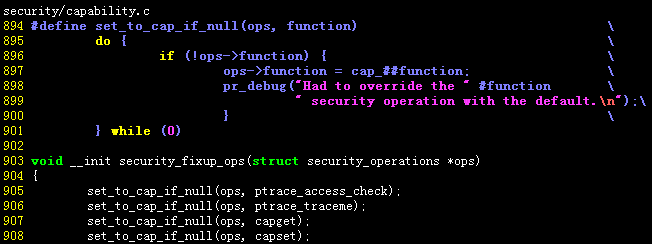 security/capability.c
894 #define set_to_cap_if_null(ops, function) \
895 do { \
896 if (!ops->function) { \
897 ops->function = cap_##function; \
898 pr_debug("Had to override the " #function \
899 " security operation with the default.\n");\
900 } \
901 } while (0)
902
903 void __init security_fixup_ops(struct security_operations *ops)
904 {
905 set_to_cap_if_null(ops, ptrace_access_check);
906 set_to_cap_if_null(ops, ptrace_traceme);
907 set_to_cap_if_null(ops, capget);
908 set_to_cap_if_null(ops, capset);